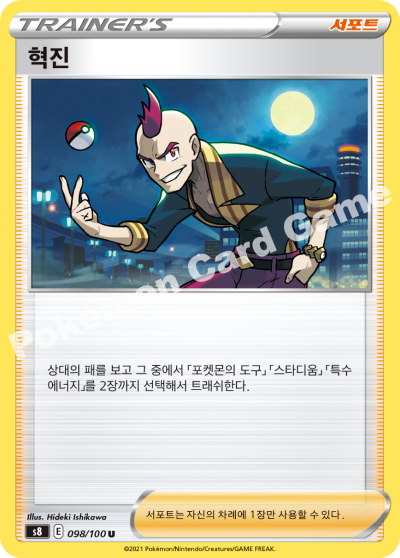 TRAINER'S
서포트
혁진
Pokémon Card Game
상대의 패를 보고 그 중에서 「포켓몬의 도구」「스타디움」「특수
에너지」를 2장까지 선택해서 트래쉬한다.
Illus. Hideki Ishikawa
s8 E 098/100 U
서포트는 자신의 차례에 1장만 사용할 수 있다.
©2021 Pokémon/Nintendo/Creatures/GAME FREAK.